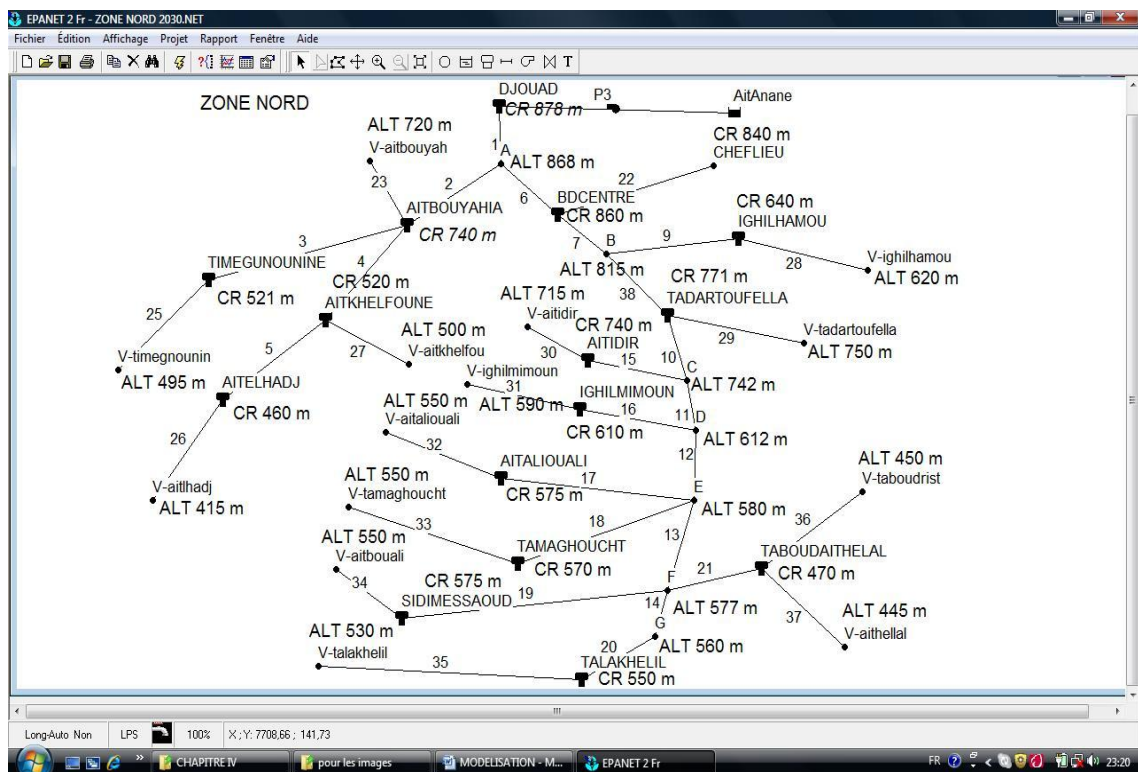 EPANET 2 Fr - ZONE NORD 2030.NET
Fichier Édition Affichage Projet Rapport Fenêtre Aide
ZONE NORD
DJOUAD
CR 878 m
P3
AitAnane
ALT 720 m
V-aitbouyah
1
A
ALT 868 m
CR 840 m
CHEFLIEU
23
2
6
22
AITBOUYAHIA
CR 740 m
BDCENTRE
CR 860 m
CR 640 m
IGHILHAMOU
3
4
7
B
9
28
TIMEGUNOUNINE
CR 521 m
CR 520 m
AITKHELFOUNE
ALT 815 m
V-ighilhamou
ALT 620 m
38
CR 771 m
TADARTOUFELLA
ALT 715 m
V-aitidir
25
5
27
ALT 500 m
V-aitkhelfou
30
CR 740 m
AITIDIR
15
10
29
V-tadartoufella
ALT 750 m
V-timegnounin
ALT 495 m
AITELHADJ
CR 460 m
V-ighilmimoun
31
ALT 590 m
IGHILMIMOUN
CR 610 m
16
C
ALT 742 m
11
D
ALT 612 m
26
ALT 550 m
V-aitaliouali
32
12
V-aitlhadj
ALT 415 m
AITALIOUALI
CR 575 m
17
E
ALT 580 m
ALT 450 m
V-taboudrist
ALT 550 m
V-tamaghoucht
33
18
13
36
TAMAGHOUCHT
CR 570 m
TABOUDAITHELAL
CR 470 m
ALT 550 m
V-aitbouali
34
CR 575 m
SIDIMESSAOUD
19
F
ALT 577 m
21
14
37
ALT 445 m
V-aithellal
ALT 530 m
V-talakhelil
35
20
G
ALT 560 m
TALAKHELIL
CR 550 m
Long-Auto Non LPS 100% X ; Y: 7708,66 ; 141,73
CHAPITRE IV pour les images MODELISATION - M... EPANET 2 Fr FR 23:20